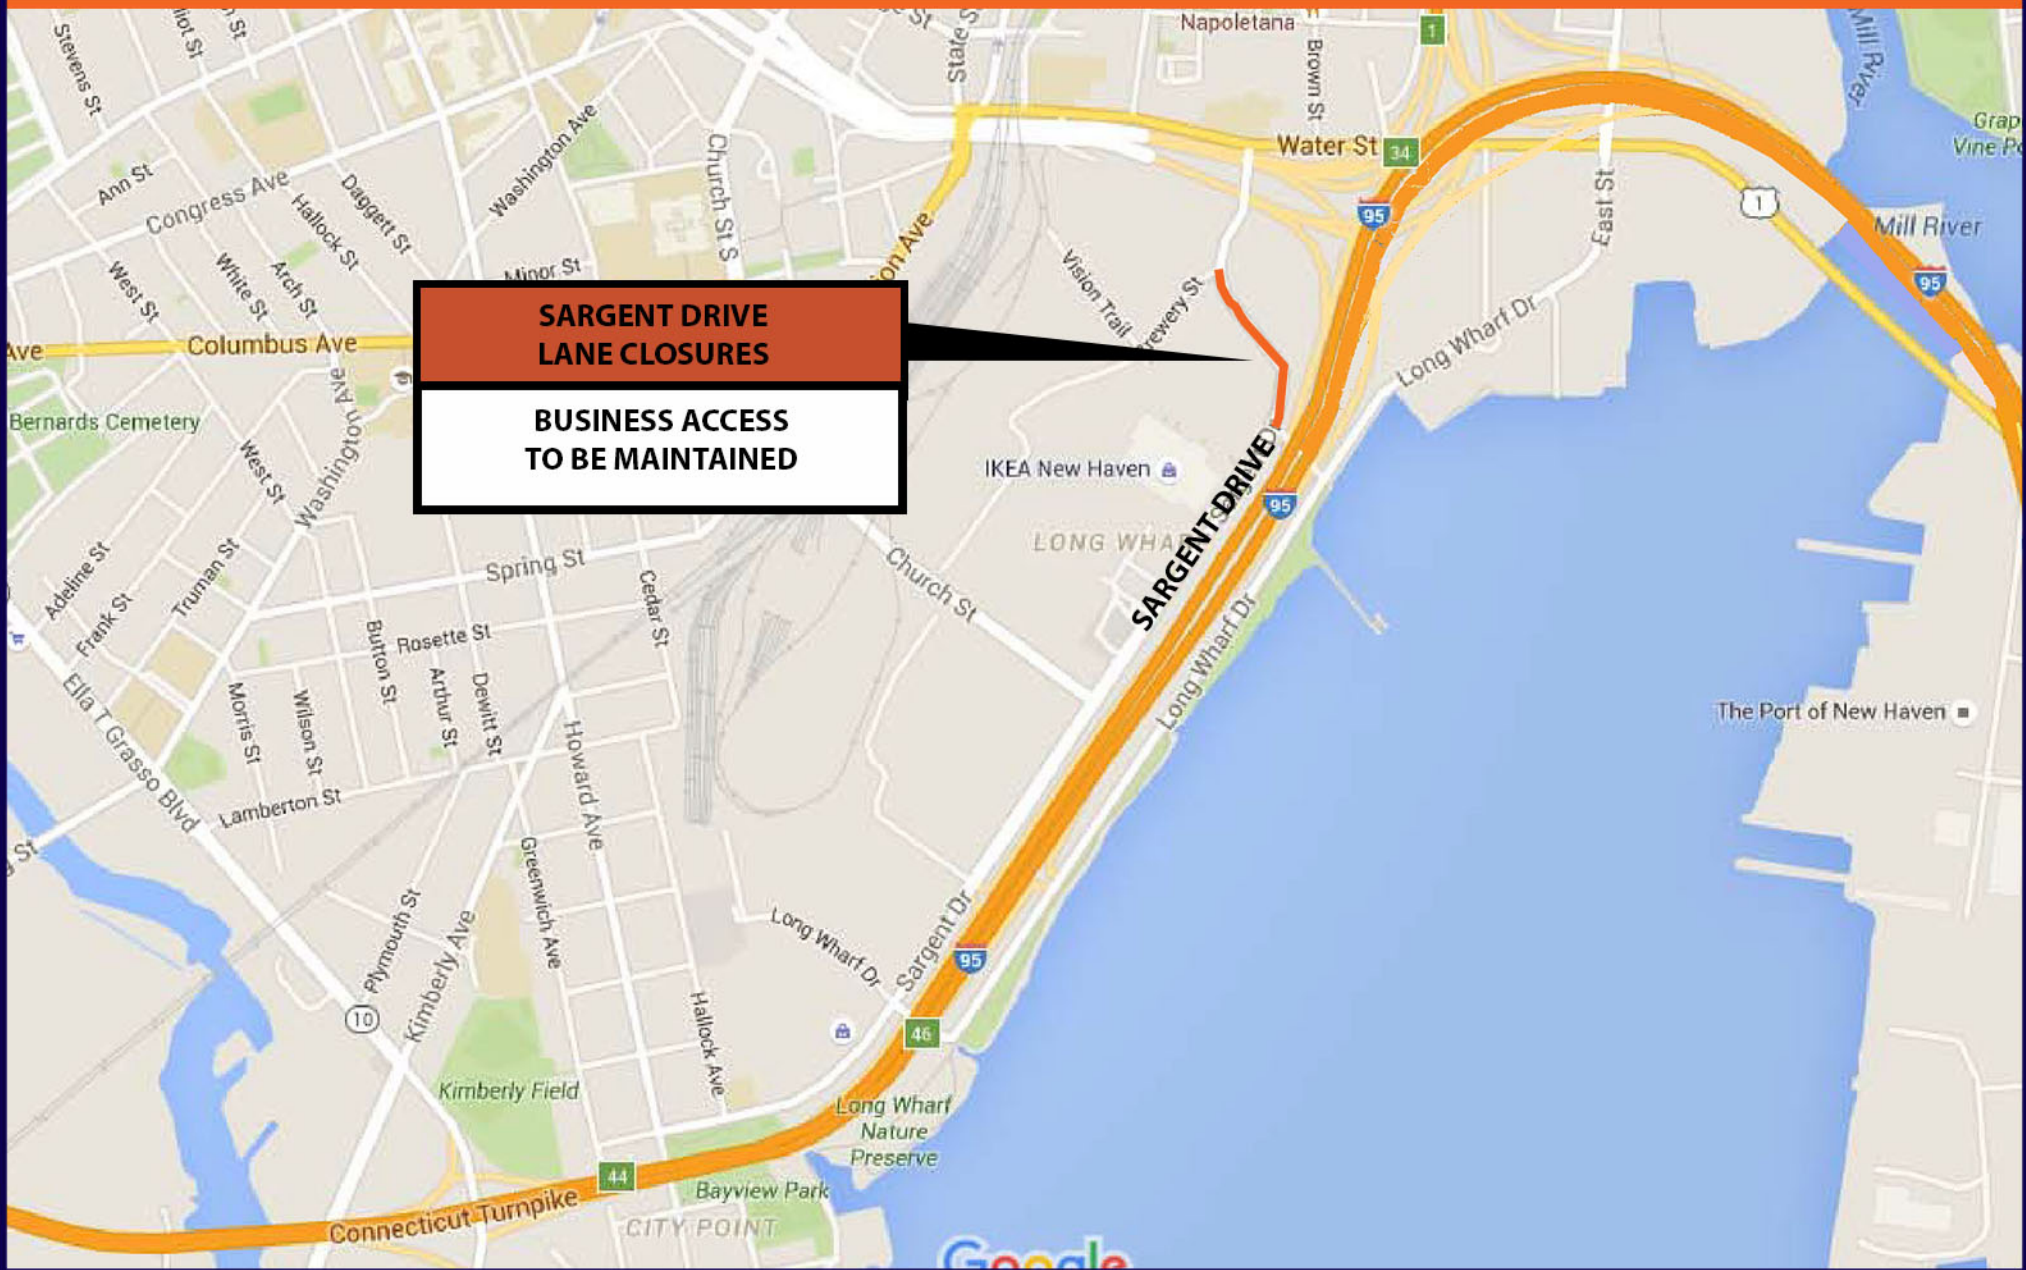 Napoletana
1
Stevens St
State S
Brown St
Mill River
Water St
34
Ann St
Congress Ave
Hallock St
Daggett St
Washington Ave
Church St S
95
East St
1
Mill River
95
West St
White St
Arch St
Minor St
Vision Trail
Long Wharf Dr
SARGENT DRIVE
LANE CLOSURES
Ave
Columbus Ave
BUSINESS ACCESS
TO BE MAINTAINED
Bernards Cemetery
Washington Ave
West St
IKEA New Haven
SARGENT DRIVE
95
Spring St
Church St
Cedar St
Adeline St
Frank St
Truman St
Button St
Rosette St
Arthur St
Dewitt St
Long Wharf Dr
Ella T Grasso Blvd
Morris St
Wilson St
Howard Ave
The Port of New Haven
Lamberton St
Greenwich Ave
Plymouth St
Kimberly Ave
Long Wharf Dr
Sargent Dr
95
10
46
Hallock Ave
Kimberly Field
Long Wharf
Nature
Preserve
44
Bayview Park
Connecticut Turnpike
CITY POINT
Google